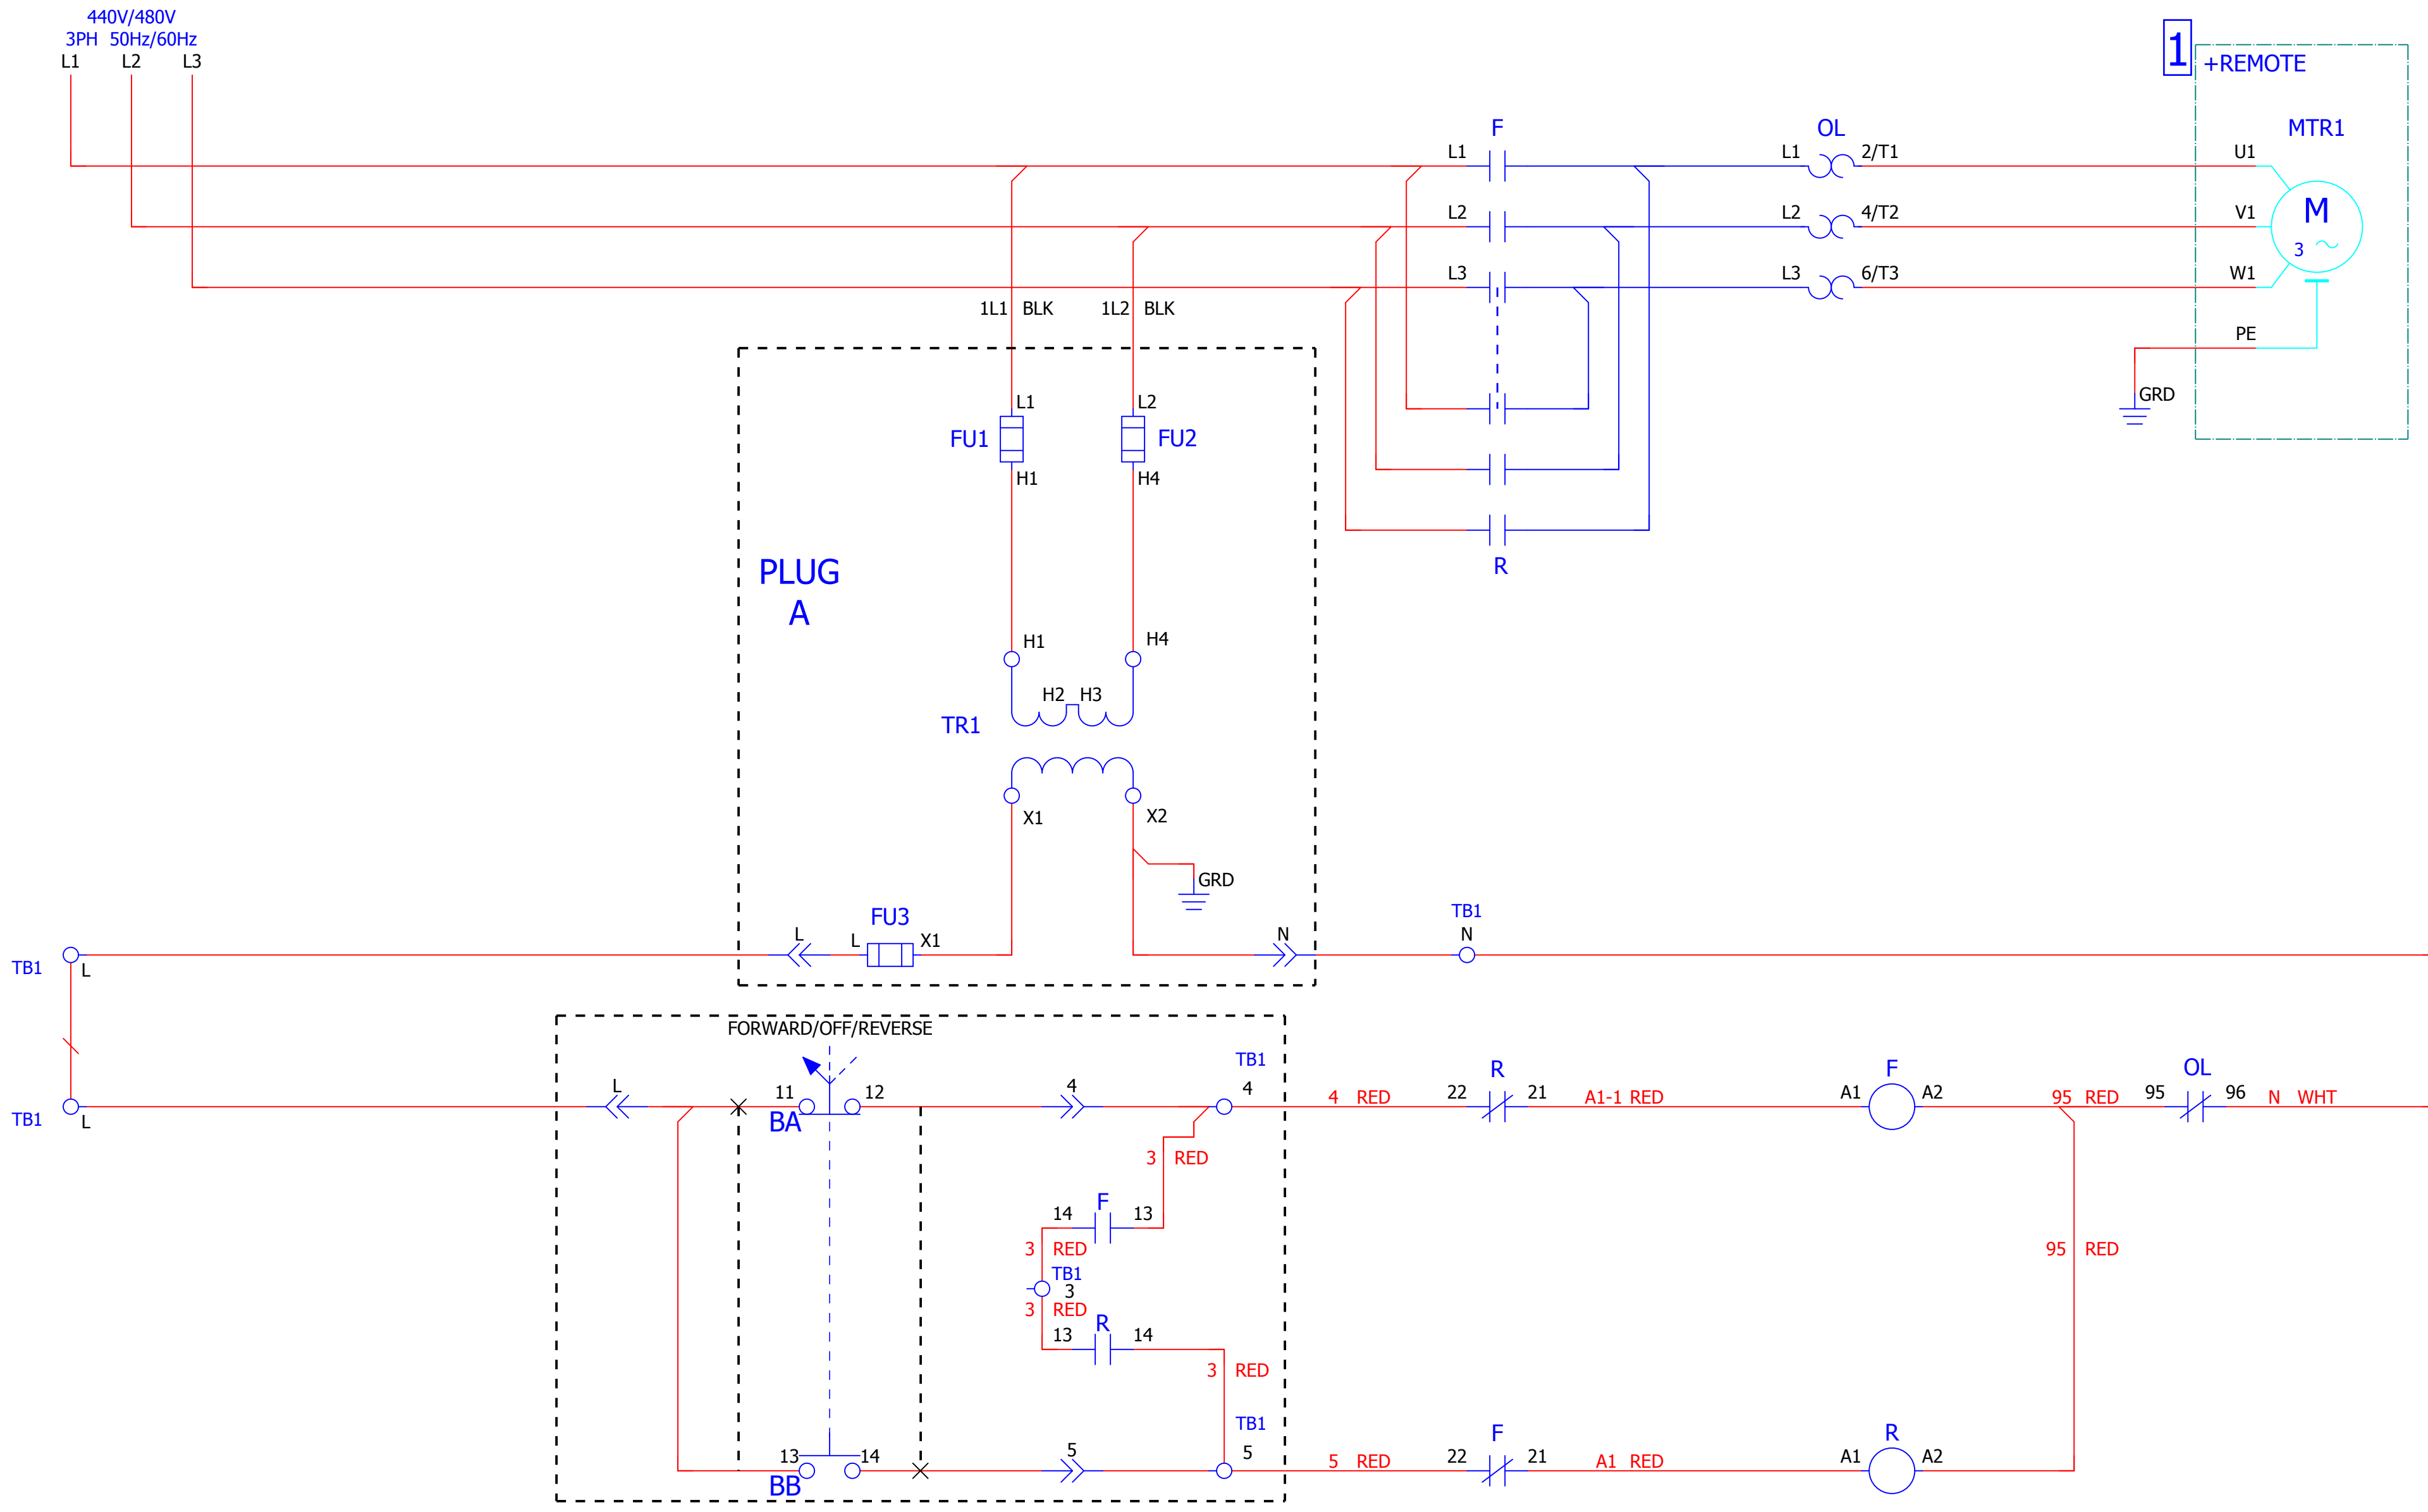 440V/480V
3PH 50Hz/60Hz
L1 L2 L3
1
+REMOTE
F OL MTR1
L1 L1 2/T1 U1
L2 L2 4/T2 V1
M
3
L3 L3 6/T3 W1
1L1 BLK 1L2 BLK
PE
GRD
L1 L2
FU1 FU2
H1 H4
R
PLUG
A
H1 H4
H2 H3
TR1
X1 X2
GRD
FU3
L L X1 N
TB1
N
TB1 L
FORWARD/OFF/REVERSE
TB1 L
L
11 12
BA
4
TB1
4
4 RED
R
22 21
A1-1 RED
F
A1 A2
95 RED
OL
95 96
N WHT
3 RED
F
14 13
3 RED
TB1
3
3 RED
R
13 14
3 RED
95 RED
13 14
BB
5
TB1
5
5 RED
F
22 21
A1 RED
R
A1 A2